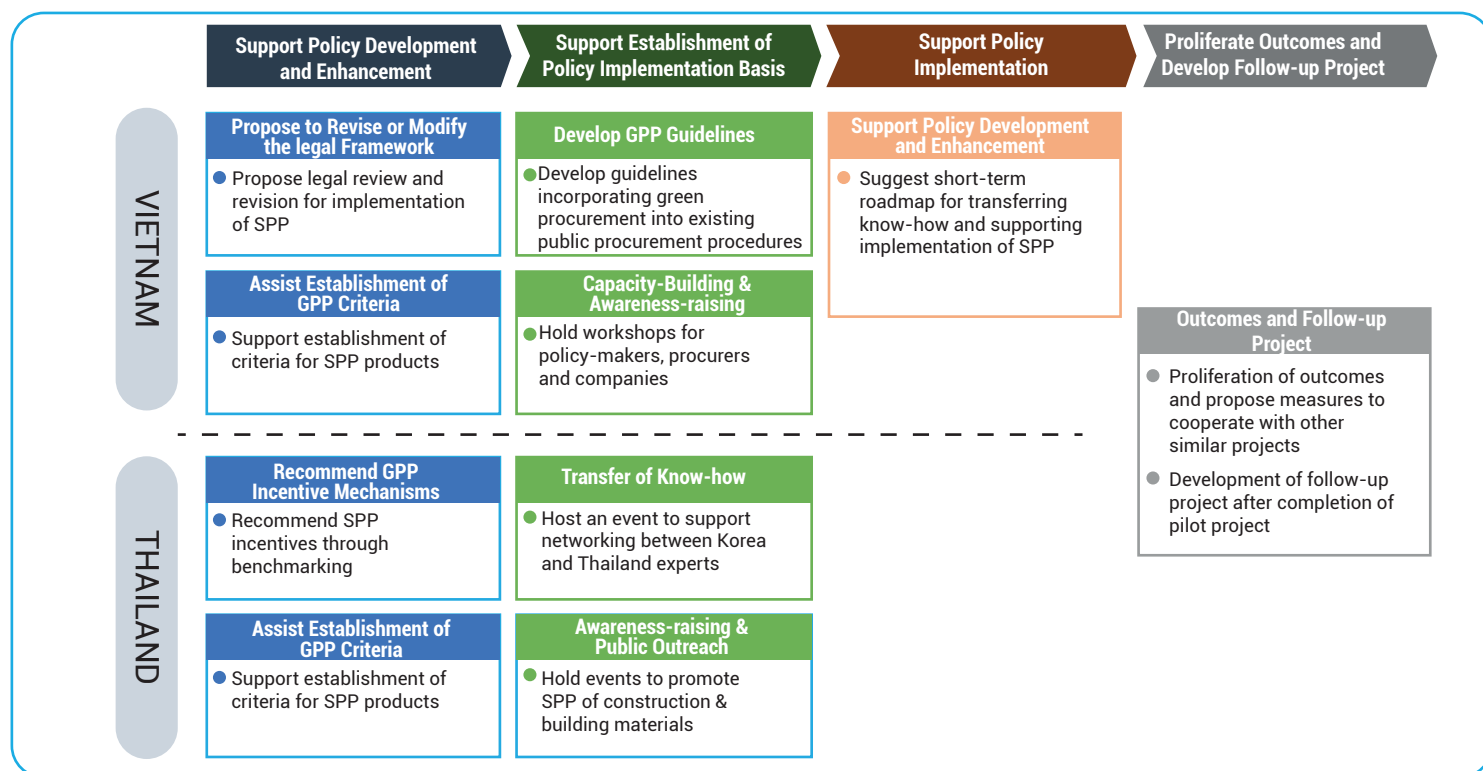 Support Policy Development
and Enhancement
Support Establishment of
Policy Implementation Basis
Support Policy
Implementation
Proliferate Outcomes and
Develop Follow-up Project
VIETNAM
Propose to Revise or Modify
the legal Framework
Propose legal review and
revision for implementation
of SPP
Assist Establishment of
GPP Criteria
Support establishment of
criteria for SPP products
Develop GPP Guidelines
Develop guidelines
incorporating green
procurement into existing
public procurement procedures
Capacity-Building &
Awareness-raising
Hold workshops for
policy-makers, procurers
and companies
Support Policy Development
and Enhancement
Suggest short-term
roadmap for transferring
know-how and supporting
implementation of SPP
Outcomes and Follow-up
Project
Proliferation of outcomes
and propose measures to
cooperate with other
similar projects
Development of follow-up
project after completion of
pilot project
THAILAND
Recommend GPP
Incentive Mechanisms
Recommend SPP
incentives through
benchmarking
Assist Establishment of
GPP Criteria
Support establishment of
criteria for SPP products
Transfer of Know-how
Host an event to support
networking between Korea
and Thailand experts
Awareness-raising &
Public Outreach
Hold events to promote
SPP of construction &
building materials